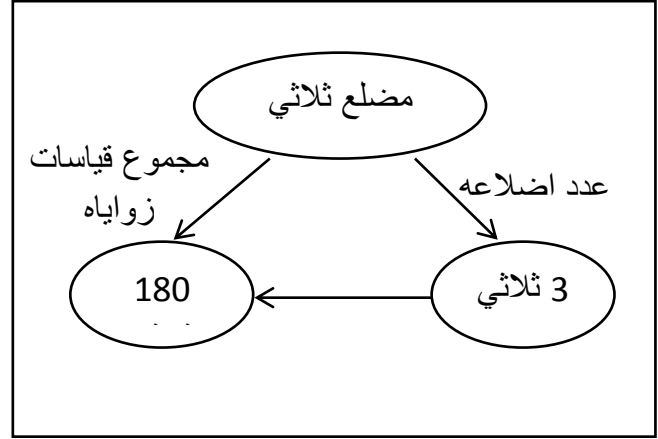 مضلع ثلاثي
مجموع قياسات
زواياه
عدد اضلاعه
3 ثلاثي
180